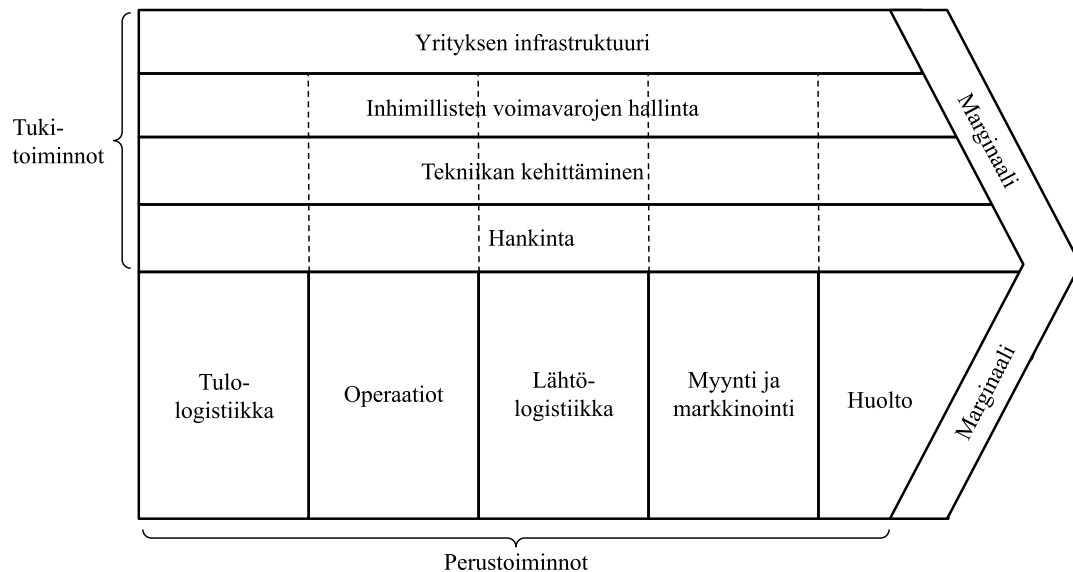 Yrityksen infrastruktuuri
Inhimillisten voimavarojen hallinta
Tekniikan kehittäminen
Hankinta
Tuki-
toiminnot
Marginaali
Tulo-
logistiikka
Operaatiot
Lähtö-
logistiikka
Myynti ja
markkinointi
Huolto
Marginaali
Perustoiminnot